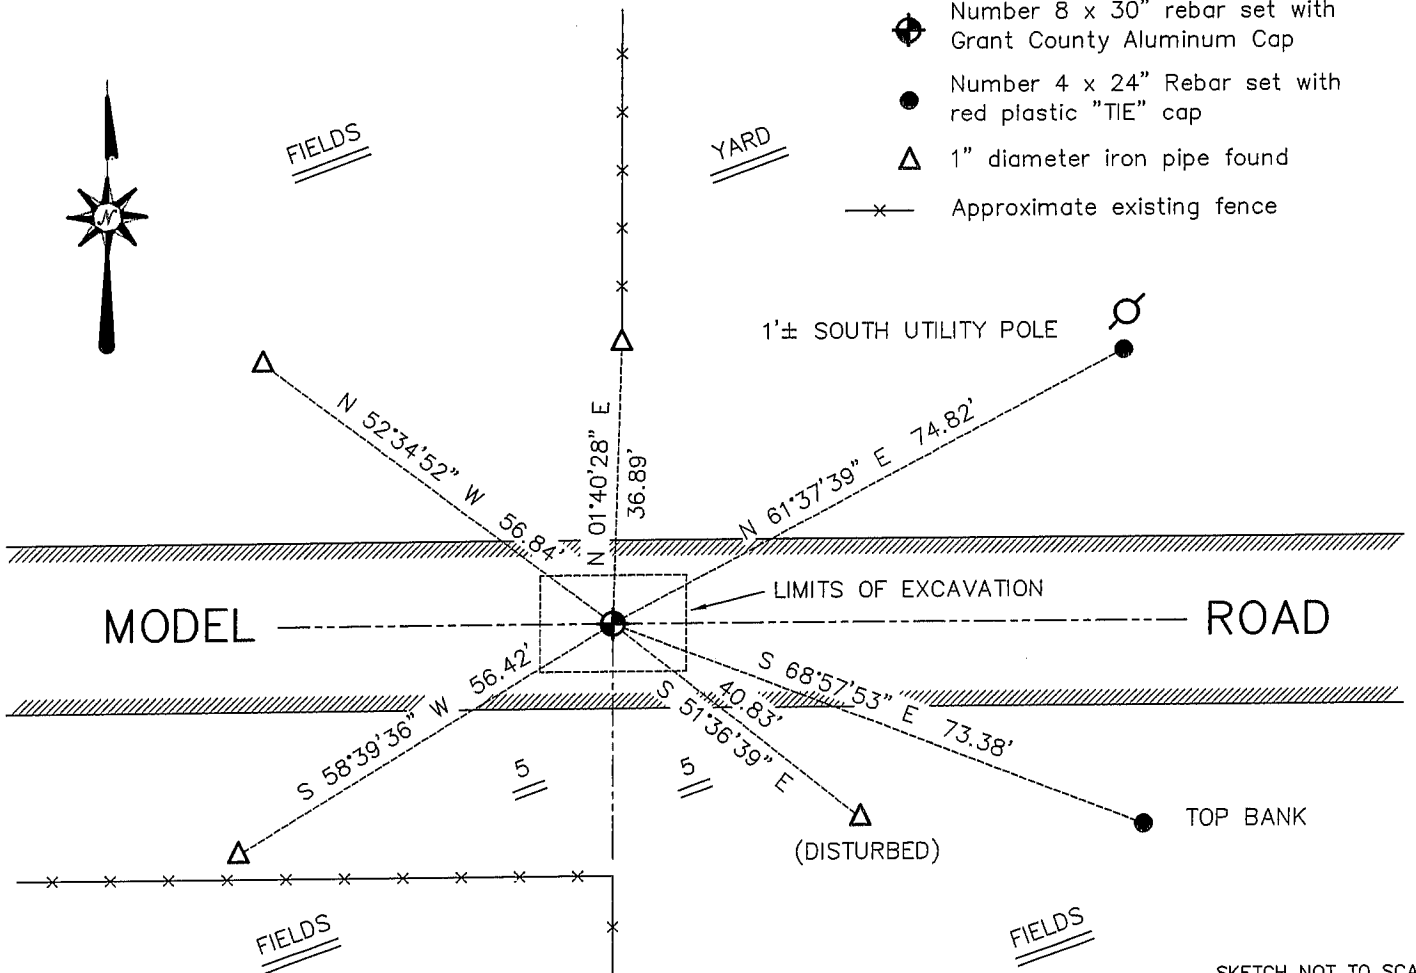 Number 8 x 30" rebar set with
Grant County Aluminum Cap
Number 4 x 24" Rebar set with
red plastic "TIE" cap
1" diameter iron pipe found
Approximate existing fence
FIELDS
YARD
N
1'± SOUTH UTILITY POLE
N 52°34'52" W 56.84'
N 01°40'28" E
36.89'
N 61°37'39" E 74.82'
LIMITS OF EXCAVATION
MODEL
ROAD
S 58°39'36" W 56.42'
S 51°36'39" E
40.83'
S 68°57'53" E 73.38'
5
5
TOP BANK
(DISTURBED)
FIELDS
FIELDS
SKETCH NOT TO